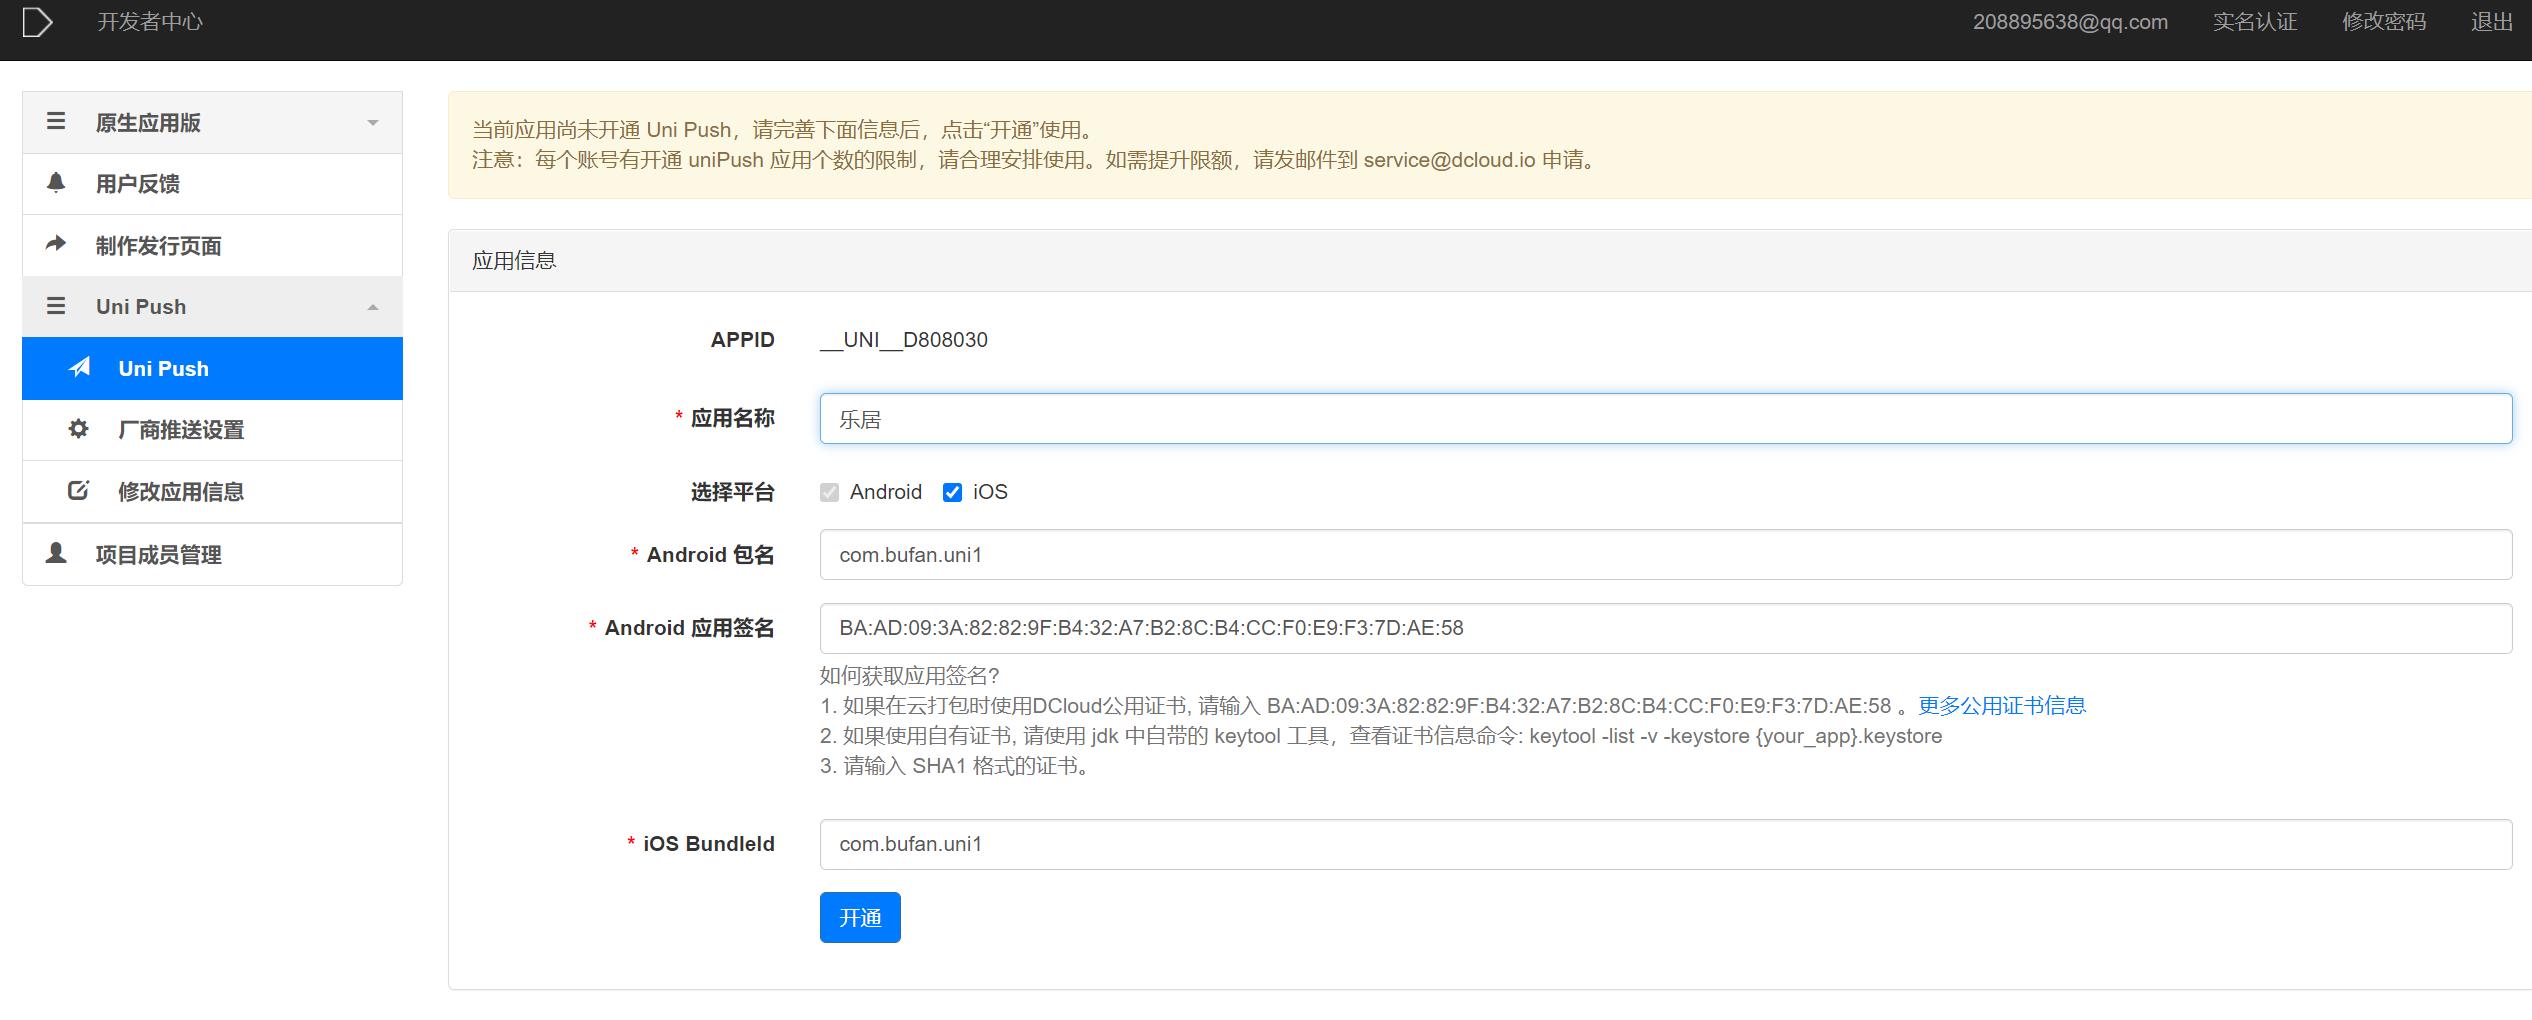 开发者中心
208895638@qq.com
实名认证
修改密码
退出
原生应用版
用户反馈
制作发行页面
Uni Push
Uni Push
厂商推送设置
修改应用信息
项目成员管理
当前应用尚未开通 Uni Push，请完善下面信息后，点击“开通”使用。
注意：每个账号有开通 uniPush 应用个数的限制，请合理安排使用。如需提升限额，请发邮件到 service@dcloud.io 申请。
应用信息
APPID __UNI__D808030
* 应用名称 乐居
选择平台 Android iOS
* Android 包名 com.bufan.uni1
* Android 应用签名 BA:AD:09:3A:82:82:9F:B4:32:A7:B2:8C:B4:CC:F0:E9:F3:7D:AE:58
如何获取应用签名?
1. 如果在云打包时使用DCloud公用证书, 请输入 BA:AD:09:3A:82:82:9F:B4:32:A7:B2:8C:B4:CC:F0:E9:F3:7D:AE:58 。更多公用证书信息
2. 如果使用自有证书, 请使用 jdk 中自带的 keytool 工具，查看证书信息命令: keytool -list -v -keystore {your_app}.keystore
3. 请输入 SHA1 格式的证书。
* iOS BundleId com.bufan.uni1
开通